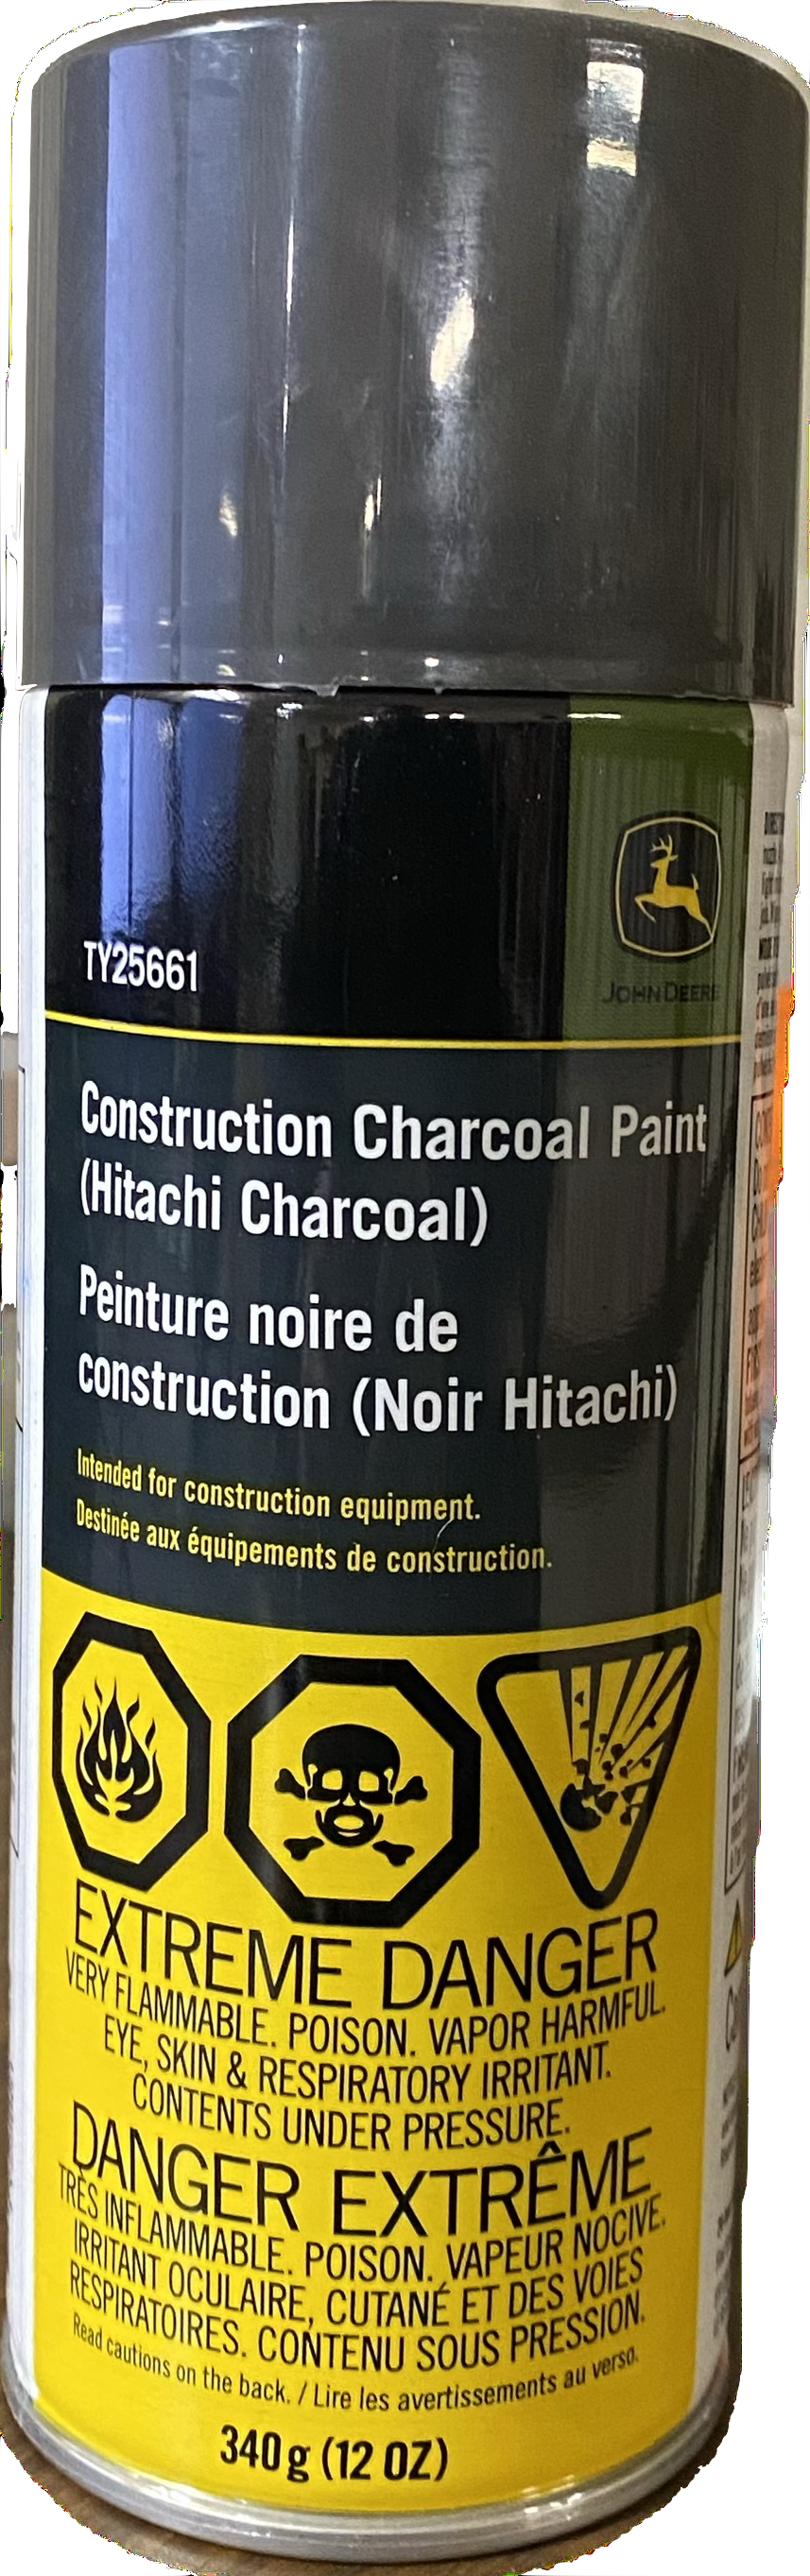 TY25661
JOHN DEERE
Construction Charcoal Paint
(Hitachi Charcoal)
Peinture noire de
construction (Noir Hitachi)
Intended for construction equipment.
Destinée aux équipements de construction.
EXTREME DANGER
VERY FLAMMABLE. POISON. VAPOR HARMFUL.
EYE, SKIN & RESPIRATORY IRRITANT.
CONTENTS UNDER PRESSURE.
DANGER EXTRÊME
TRÈS INFLAMMABLE. POISON. VAPEUR NOCIVE.
IRRITANT OCULAIRE, CUTANÉ ET DES VOIES
RESPIRATOIRES. CONTENU SOUS PRESSION.
Read cautions on the back. / Lire les avertissements au verso.
340 g (12 OZ)